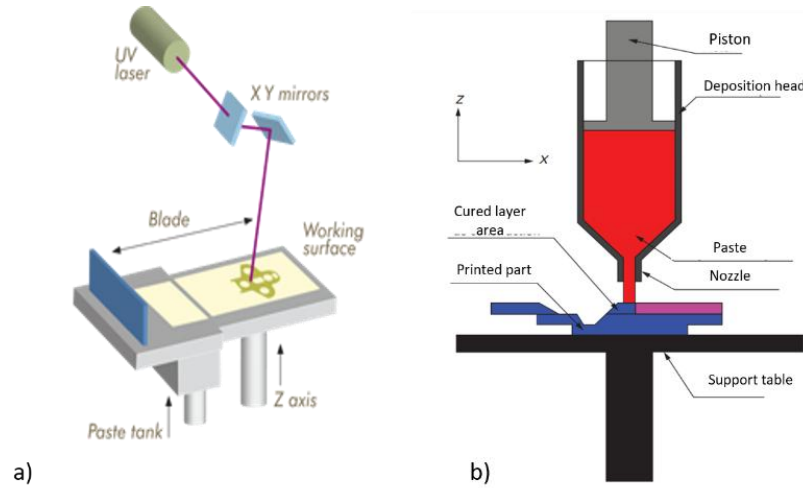 UV
laser
X Y mirrors
Blade
Working
surface
Z axis
Paste tank
a)
Piston
Deposition head
z
x
Cured layer
area
Paste
Printed part
Nozzle
Support table
b)